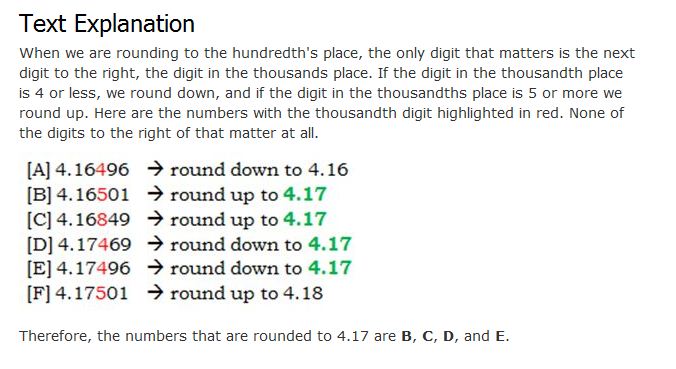 Text Explanation
When we are rounding to the hundredth's place, the only digit that matters is the next
digit to the right, the digit in the thousands place. If the digit in the thousandth place
is 4 or less, we round down, and if the digit in the thousandths place is 5 or more we
round up. Here are the numbers with the thousandth digit highlighted in red. None of
the digits to the right of that matter at all.
[A] 4.16496 → round down to 4.16
[B] 4.16501 → round up to 4.17
[C] 4.16849 → round up to 4.17
[D] 4.17469 → round down to 4.17
[E] 4.17496 → round down to 4.17
[F] 4.17501 → round up to 4.18
Therefore, the numbers that are rounded to 4.17 are B, C, D, and E.